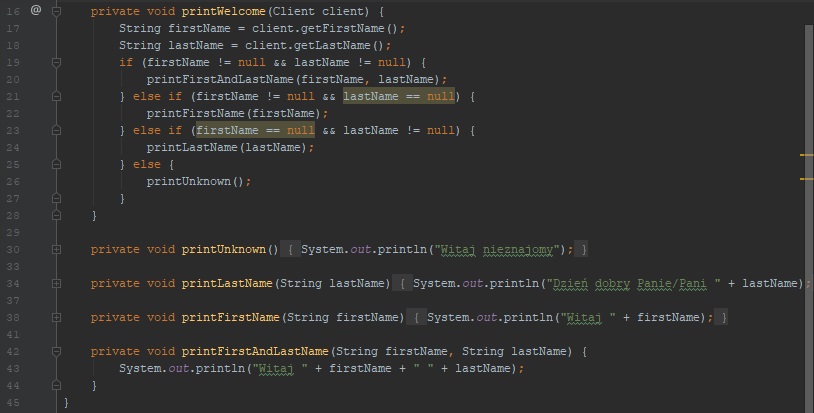 16 @ private void printWelcome(Client client) {
17 String firstName = client.getFirstName();
18 String lastName = client.getLastName();
19 if (firstName != null && lastName != null) {
20 printFirstAndLastName(firstName, lastName);
21 } else if (firstName != null && lastName == null) {
22 printFirstName(firstName);
23 } else if (firstName == null && lastName != null) {
24 printLastName(lastName);
25 } else {
26 printUnknown();
27 }
28 }
29
30 private void printUnknown() { System.out.println("Witaj nieznajomy"); }
33
34 private void printLastName(String lastName) { System.out.println("Dzień dobry Panie/Pani " + lastName);
37
38 private void printFirstName(String firstName) { System.out.println("Witaj " + firstName); }
41
42 private void printFirstAndLastName(String firstName, String lastName) {
43 System.out.println("Witaj " + firstName + " " + lastName);
44 }
45 }